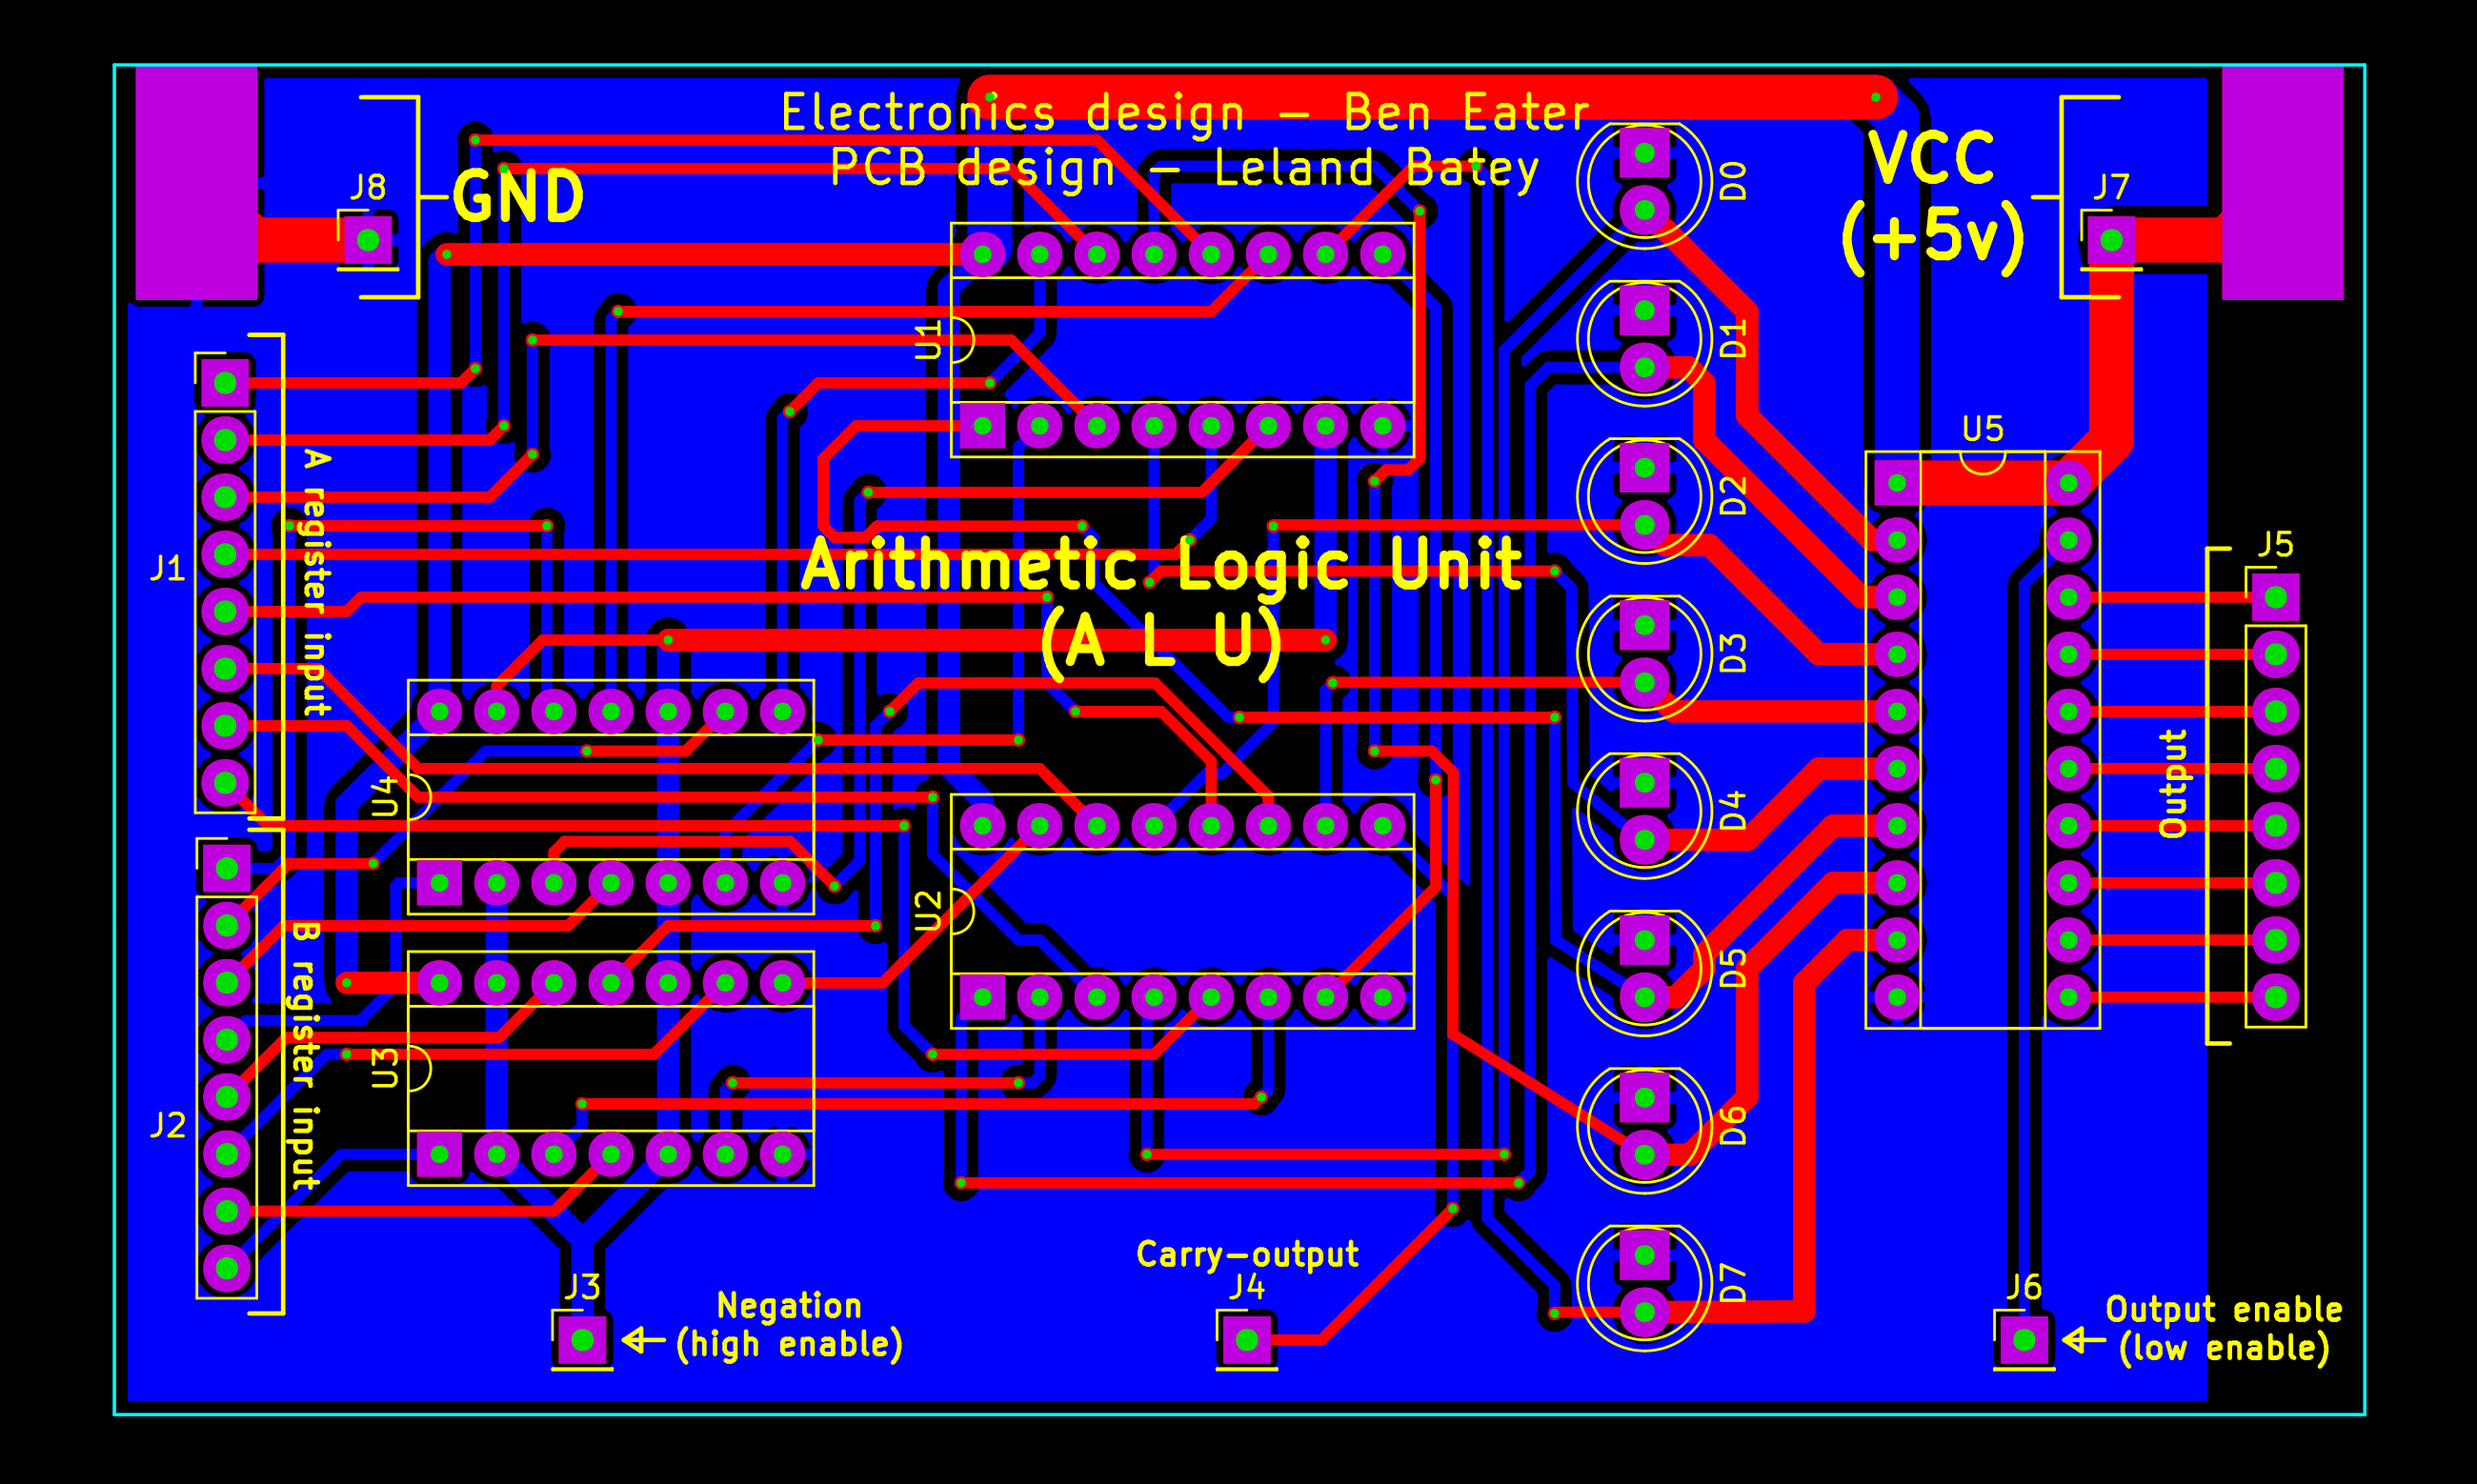 Electronics design - Ben Eater
PCB design - Leland Batey
VCC
(+5v)
GND
J8
J7
D0
U1
D1
U5
D2
A register input
J1
J5
Arithmetic Logic Unit
(A L U)
D3
Output
U4
D4
U2
D5
B register input
U3
J2
D6
Carry-output
J4
D7
J3
Negation
(high enable)
J6
Output enable
(low enable)